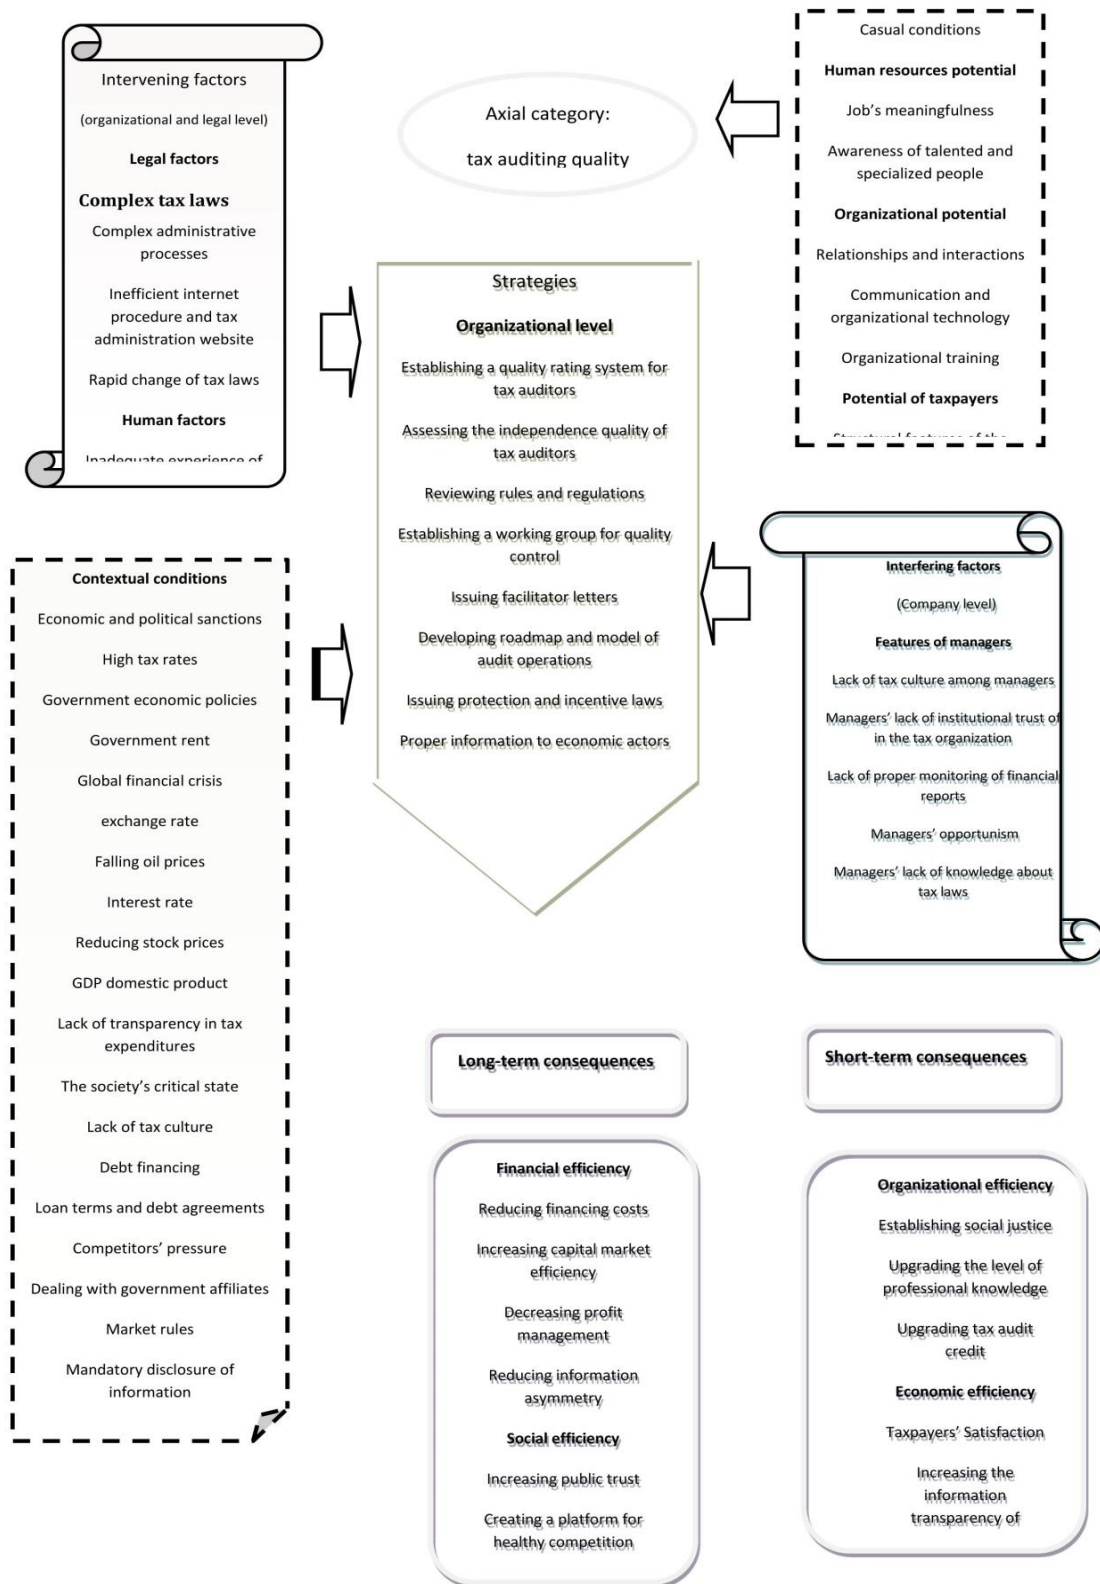 Intervening factors
(organizational and legal level)
Legal factors
Complex tax laws
Complex administrative
processes
Inefficient internet
procedure and tax
administration website
Rapid change of tax laws
Human factors
Inadequate experience of
Axial category:
tax auditing quality
Casual conditions
Human resources potential
Job's meaningfulness
Awareness of talented and
specialized people
Organizational potential
Relationships and interactions
Communication and
organizational technology
Organizational training
Potential of taxpayers
Structural features of the
Strategies
Organizational level
Establishing a quality rating system for
tax auditors
Assessing the independence quality of
tax auditors
Reviewing rules and regulations
Establishing a working group for quality
control
Issuing facilitator letters
Developing roadmap and model of
audit operations
Issuing protection and incentive laws
Proper information to economic actors
Contextual conditions
Economic and political sanctions
High tax rates
Government economic policies
Government rent
Global financial crisis
exchange rate
Falling oil prices
Interest rate
Reducing stock prices
GDP domestic product
Lack of transparency in tax
expenditures
The society's critical state
Lack of tax culture
Debt financing
Loan terms and debt agreements
Competitors' pressure
Dealing with government affiliates
Market rules
Mandatory disclosure of
information
Interfering factors
(Company level)
Features of managers
Lack of tax culture among managers
Managers' lack of institutional trust of
in the tax organization
Lack of proper monitoring of financial
reports
Managers' opportunism
Managers' lack of knowledge about
tax laws
Long-term consequences
Financial efficiency
Reducing financing costs
Increasing capital market
efficiency
Decreasing profit
management
Reducing information
asymmetry
Social efficiency
Increasing public trust
Creating a platform for
healthy competition
Short-term consequences
Organizational efficiency
Establishing social justice
Upgrading the level of
professional knowledge
Upgrading tax audit
credit
Economic efficiency
Taxpayers' Satisfaction
Increasing the
information
transparency of